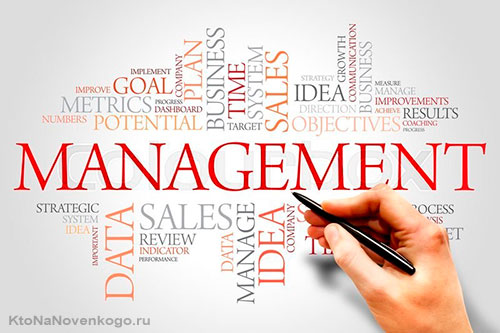 IMPLEMENT
COMPANY
PLAN
IMPROVE
GOAL
METRICS
PROGRESS
DASHBOARD
NUMBERS
POTENTIAL
BUSINESS
TIME
SYSTEM
TARGET
SALES
STRATEGY
GROWTH
COMMUNICATION
BUSINESS
IDEA
DIRECTION
OBJECTIVES
MEASURE
MANAGE
IMPROVEMENTS
ACHIEVE
RESULTS
COACHING
PROGRESS
MANAGEMENT
STRATEGIC
SYSTEM
IDEA
IMPORTANT
DATA
SALES
REVIEW
INDICATOR
PERFORMANCE
DATA
MANAGE
IDEA
COMPANY
KtoNaNovenkogo.ru